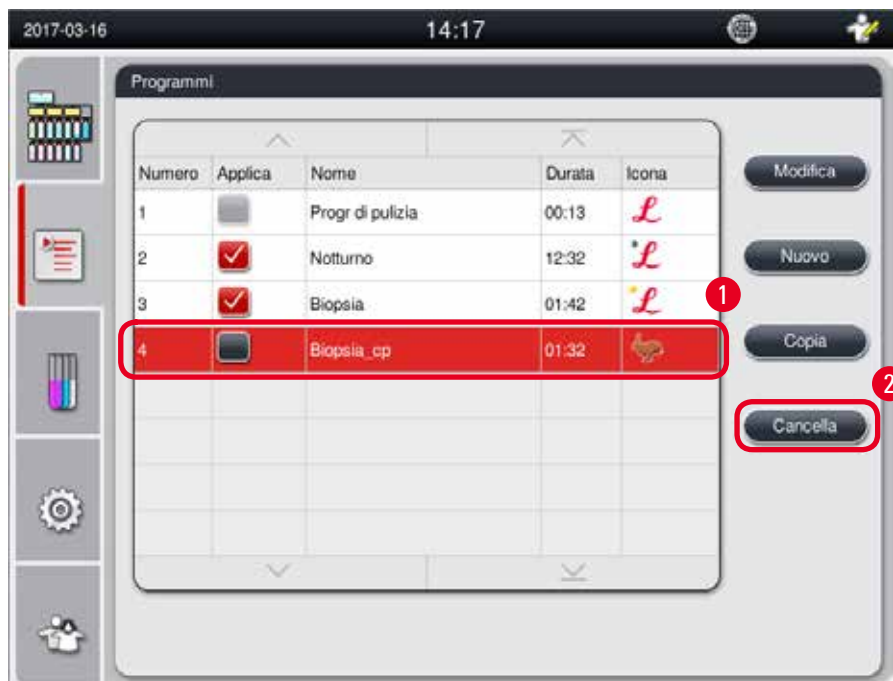 2017-03-16 14:17
Programmi
Numero Applica Nome Durata Icona
1 Progr di pulizia 00:13 L
2 Notturno 12:32 L
3 Biopsia 01:42 L
4 Biopsia_cp 01:32
Modifica
Nuovo
1
Copia
2
Cancella